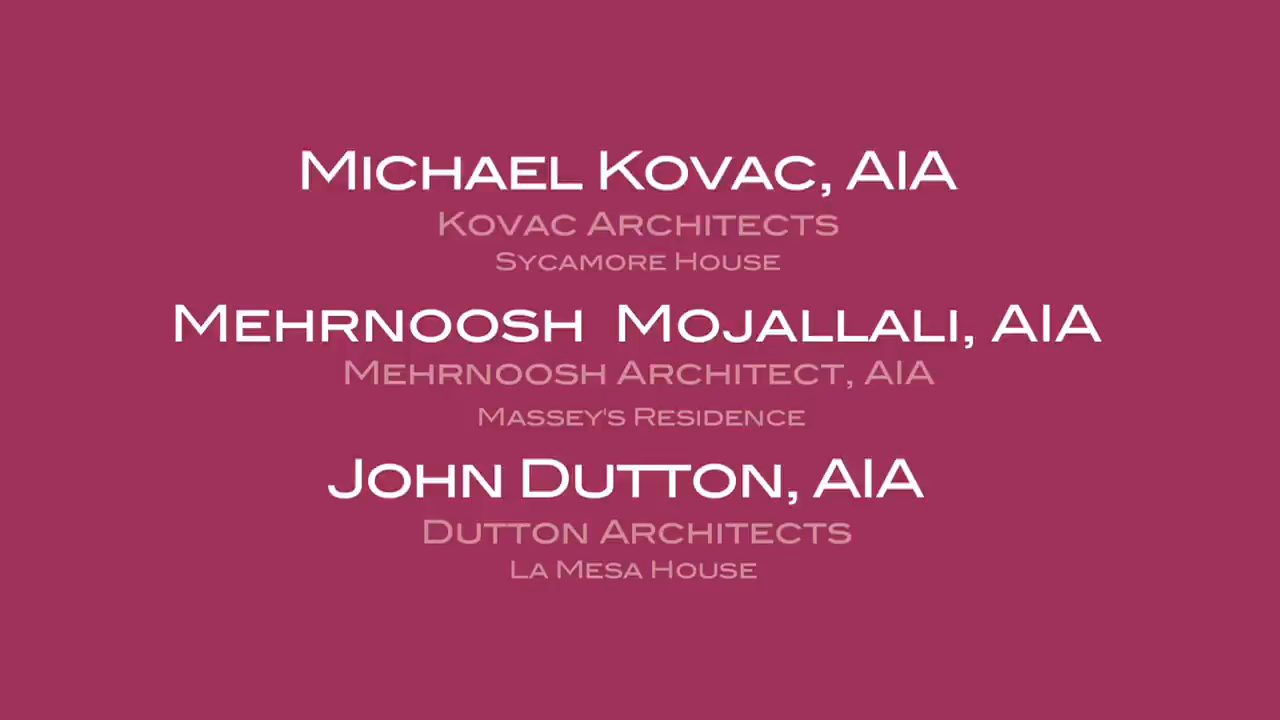 Michael Kovac, AIA
Kovac Architects
Sycamore House
Mehrnoosh Mojallali, AIA
Mehrnoosh Architect, AIA
Massey's Residence
John Dutton, AIA
Dutton Architects
La Mesa House